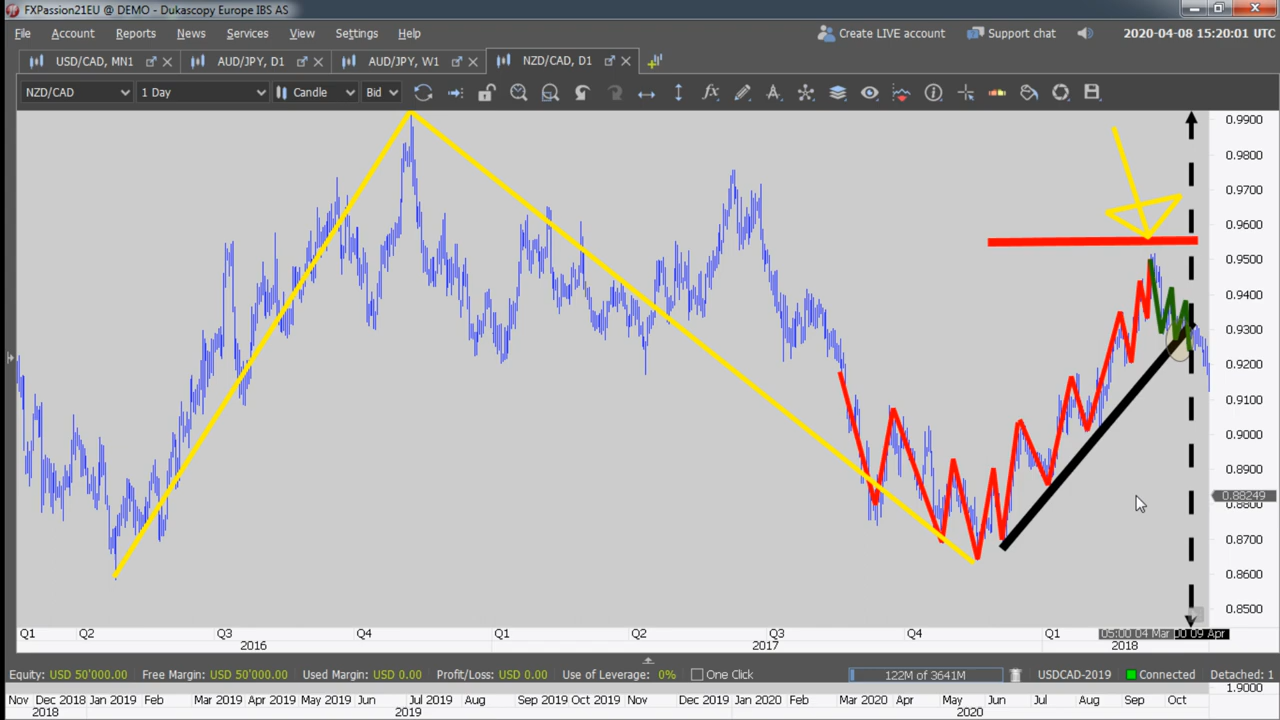 FXPassion21EU @ DEMO - Dukascopy Europe IBS AS
File Account Reports News Services View Settings Help Create LIVE account Support chat 2020-04-08 15:20:01 UTC
USD/CAD, MN1 AUD/JPY, D1 AUD/JPY, W1 NZD/CAD, D1
NZD/CAD 1 Day Candle Bid
0.9900
0.9800
0.9700
0.9600
0.9500
0.9400
0.9300
0.9200
0.9100
0.9000
0.8900
0.88249
0.8800
0.8700
0.8600
0.8500
Q1 Q2 Q3 Q4 Q1 Q2 Q3 Q4 Q1 05:00 04 Mar 00 09 Apr
2016 2017 2018
Equity: USD 50'000.00 Free Margin: USD 50'000.00 Used Margin: USD 0.00 Profit/Loss: USD 0.00 Use of Leverage: 0% One Click 122M of 3641M USDCAD-2019 Connected Detached: 1
1.9000
Nov Dec 2018 Jan 2019 Feb Mar 2019 Apr 2019 May 2019 Jun Jul 2019 Aug Sep 2019 Oct 2019 Nov Dec 2019 Jan 2020 Feb Mar 2020 Apr May Jun Jul Aug Sep Oct
2018 2019 2020